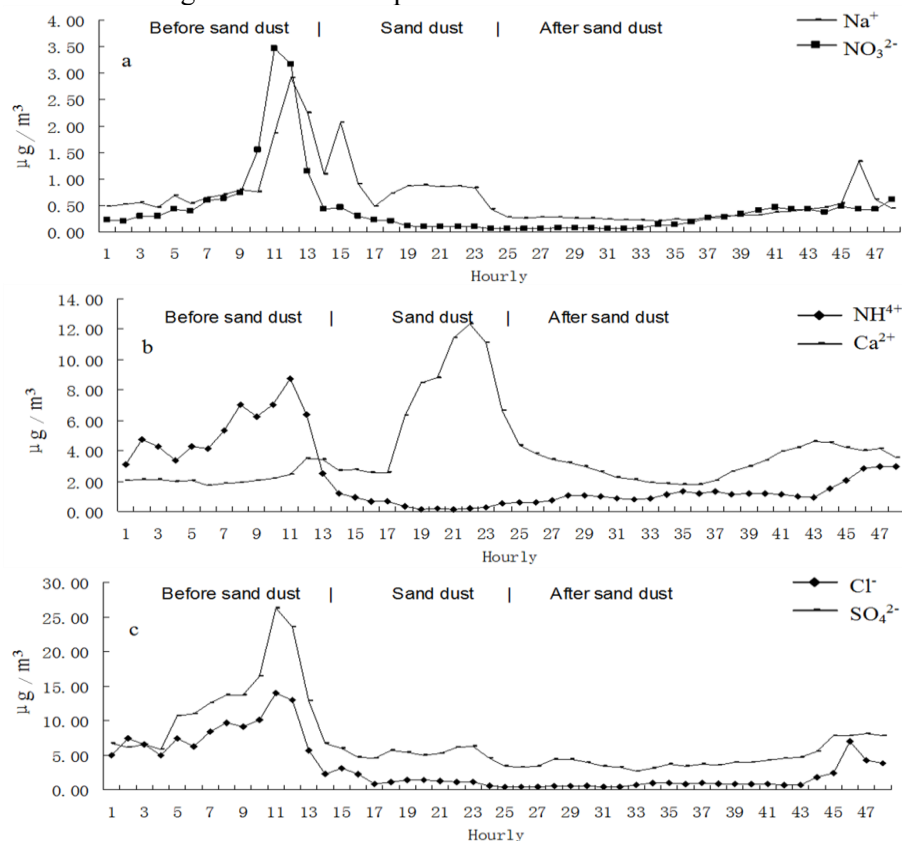 4.00 Before sand dust | Sand dust | After sand dust Na⁺
3.50 a NO₃²⁻
3.00
2.50
2.00
1.50
1.00
0.50
0.00
μg/m³
1 3 5 7 9 11 13 15 17 19 21 23 25 27 29 31 33 35 37 39 41 43 45 47
Hourly
14.00 Before sand dust | Sand dust | After sand dust NH⁴⁺
12.00 b Ca²⁺
10.00
8.00
6.00
4.00
2.00
0.00
μg/m³
1 3 5 7 9 11 13 15 17 19 21 23 25 27 29 31 33 35 37 39 41 43 45 47
Hourly
30.00 Before sand dust | Sand dust | After sand dust Cl⁻
25.00 c SO₄²⁻
20.00
15.00
10.00
5.00
0.00
μg/m³
1 3 5 7 9 11 13 15 17 19 21 23 25 27 29 31 33 35 37 39 41 43 45 47
Hourly